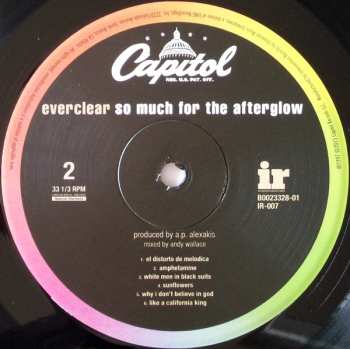 Capitol
REG. U.S. PAT. OFF.
everclear so much for the afterglow
2
33 1/3 RPM
ir
B0023328-01
IR-007
produced by a.p. alexakis
mixed by andy wallace
1. el distorto de melodica
2. amphetamine
3. white men in black suits
4. sunflowers
5. why i don't believe in god
6. like a california king